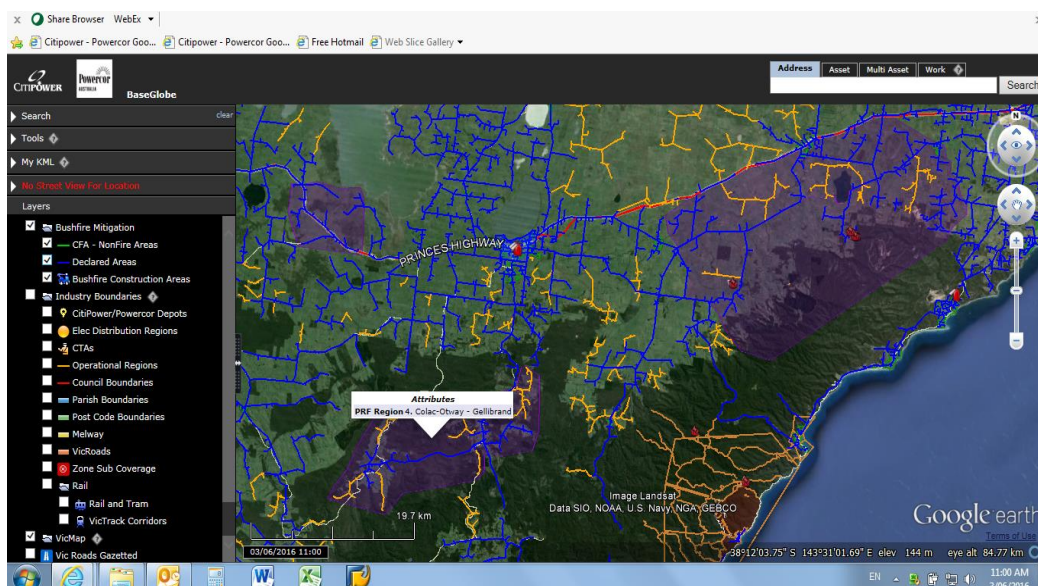 x Share Browser WebEx
Citipower - Powercor Goo... Citipower - Powercor Goo... Free Hotmail Web Slice Gallery
CITIPOWER Powercor AUSTRALIA BaseGlobe
Address Asset Multi Asset Work
Search
Search clear
Tools
My KML
No Street View For Location
Layers
Bushfire Mitigation
CFA - NonFire Areas
Declared Areas
Bushfire Construction Areas
Industry Boundaries
CitiPower/Powercor Depots
Elec Distribution Regions
CTAs
Operational Regions
Council Boundaries
Parish Boundaries
Post Code Boundaries
Melway
VicRoads
Zone Sub Coverage
Rail
Rail and Tram
VicTrack Corridors
VicMap
Vic Roads Gazetted
N
PRINCES HIGHWAY
Attributes
PRF Region 4. Colac-Otway - Gellibrand
19.7 km
Image Landsat
Data SIO, NOAA, U.S. Navy, NGA, GEBCO
Google earth
Terms of Use
03/06/2016 11:00
38°12'03.75" S 143°31'01.69" E elev 144 m eye alt 84.77 km
EN
11:00 AM